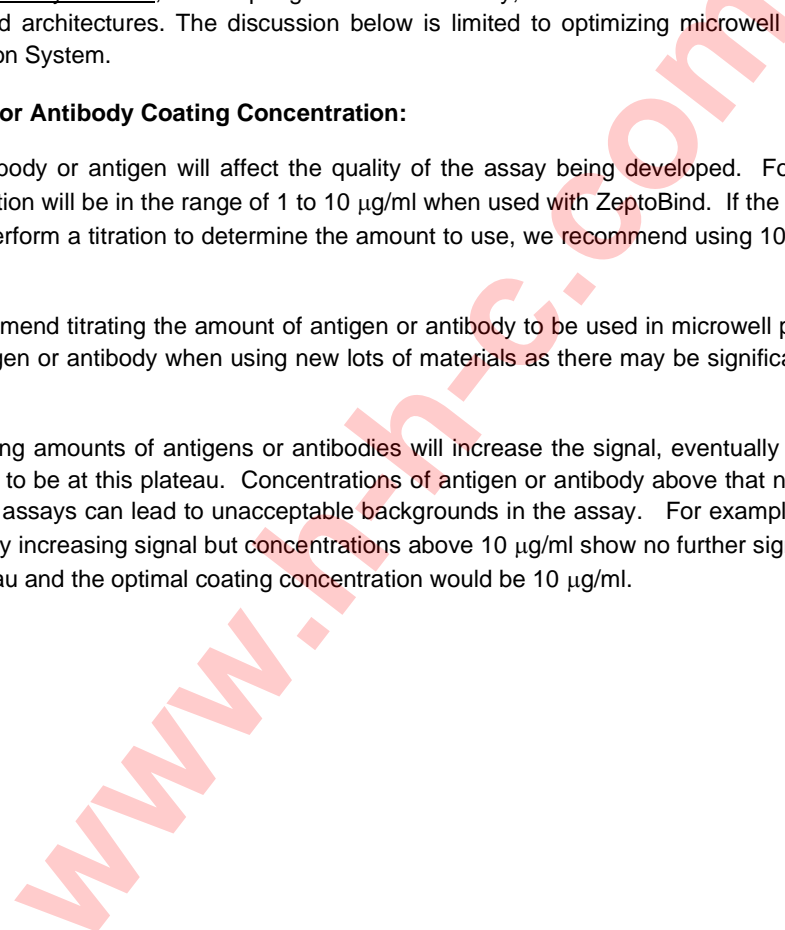 d architectures. The discussion below is limited to optimizing microwell
on System.
or Antibody Coating Concentration:
body or antigen will affect the quality of the assay being developed. Fo
tion will be in the range of 1 to 10 μg/ml when used with ZeptoBind. If the
erform a titration to determine the amount to use, we recommend using 10
mend titrating the amount of antigen or antibody to be used in microwell p
gen or antibody when using new lots of materials as there may be significa
ng amounts of antigens or antibodies will increase the signal, eventually
to be at this plateau. Concentrations of antigen or antibody above that n
assays can lead to unacceptable backgrounds in the assay. For exampl
y increasing signal but concentrations above 10 μg/ml show no further sig
au and the optimal coating concentration would be 10 μg/ml.
www.h-h-c.com